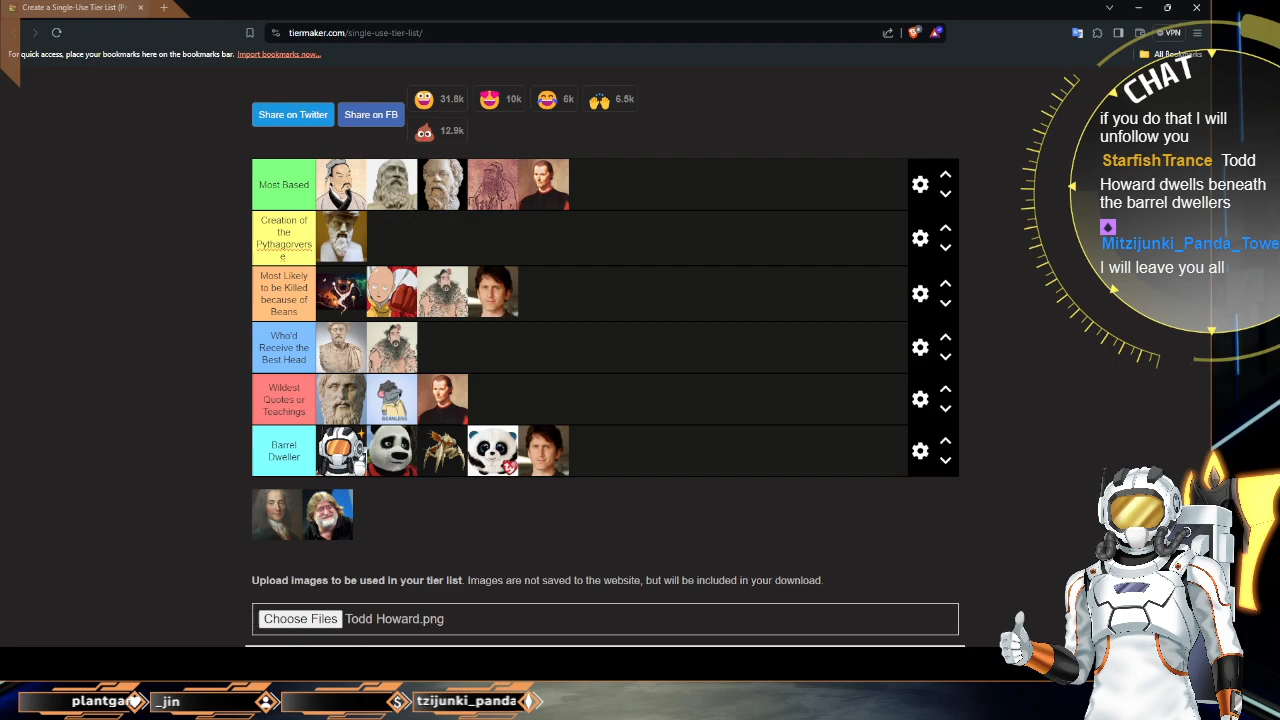 Create a Single-Use Tier List (Pr
tiermaker.com/single-use-tier-list/
VPN
For quick access, place your bookmarks here on the bookmarks bar. Import bookmarks now...
All Bookmarks
Share on Twitter
Share on FB
31.8k
10k
6k
6.5k
12.9k
Most Based
Creation of
the
Pythagorvers
e
Most Likely
to be Killed
because of
Beans
Who'd
Receive the
Best Head
Wildest
Quotes or
Teachings
BEANLESS
Barrel
Dweller
ty
Upload images to be used in your tier list. Images are not saved to the website, but will be included in your download.
Choose Files Todd Howard.png
CHAT
if you do that I will
unfollow you
StarfishTrance Todd
Howard dwells beneath
the barrel dwellers
Mitzijunki_Panda_Towe
I will leave you all
plantgar
_jin
$
tzijunki_panda